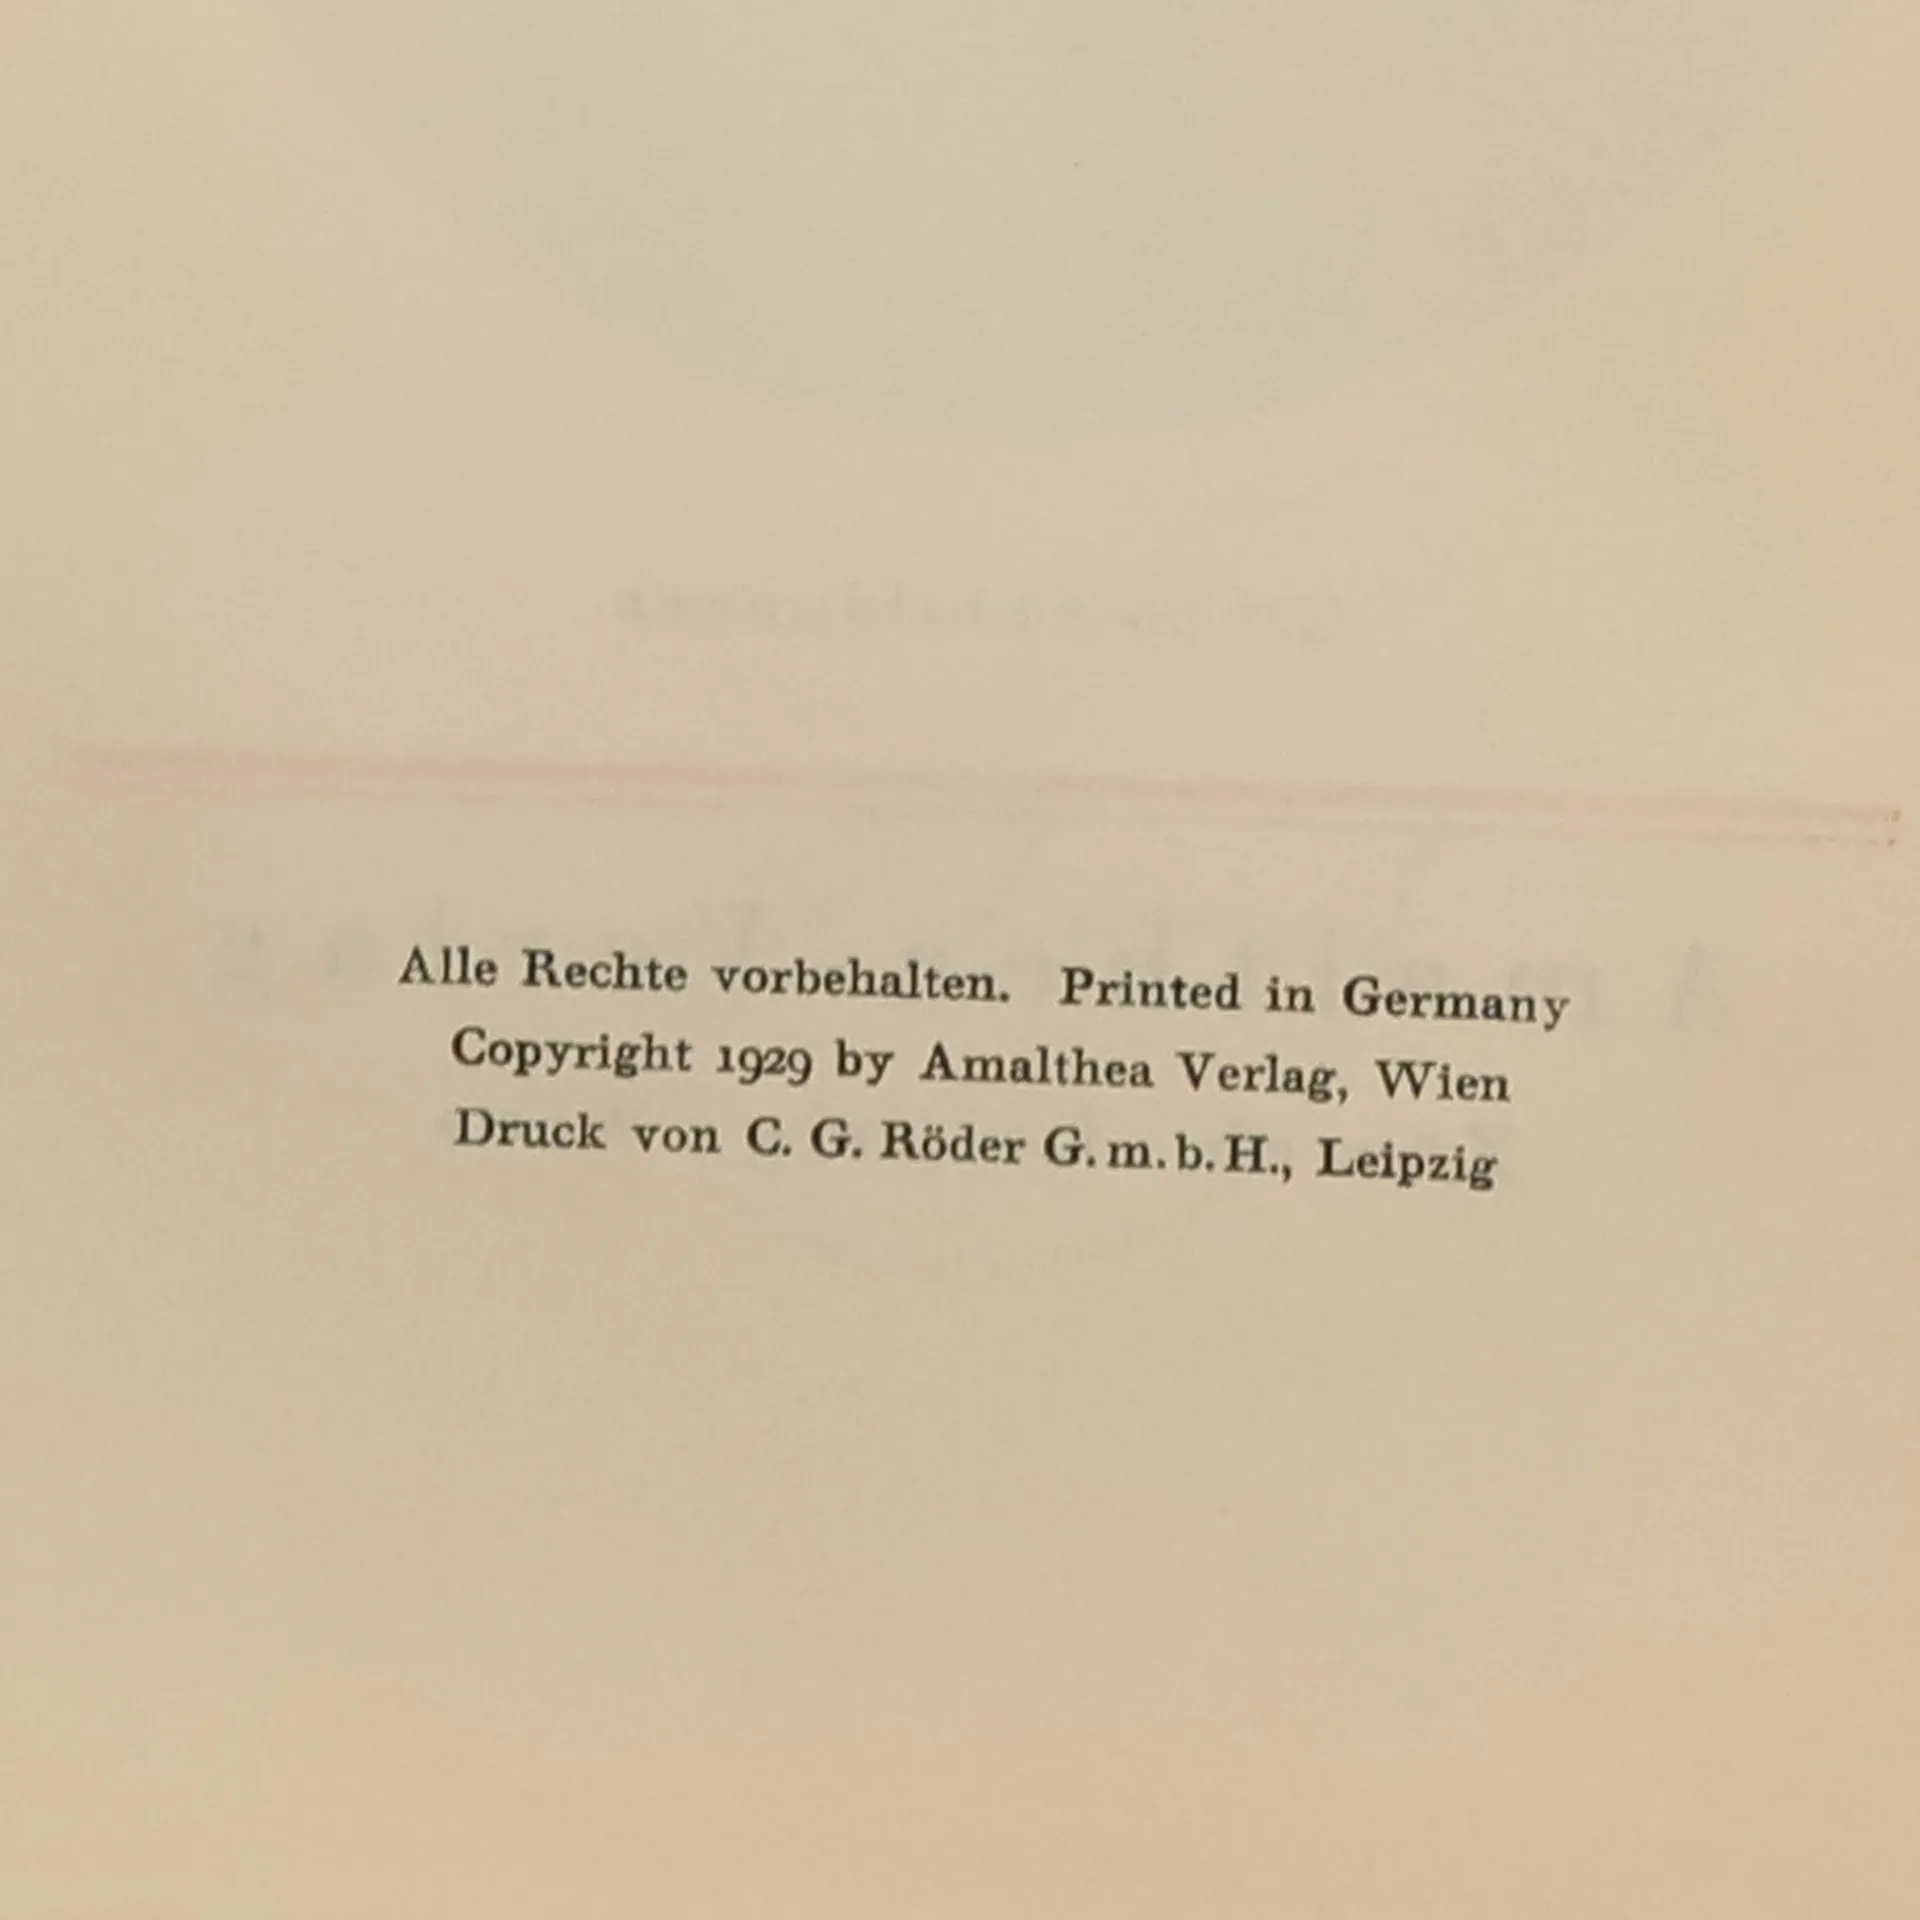 Alle Rechte vorbehalten. Printed in Germany
Copyright 1929 by Amalthea Verlag, Wien
Druck von C. G. Röder G.m.b.H., Leipzig